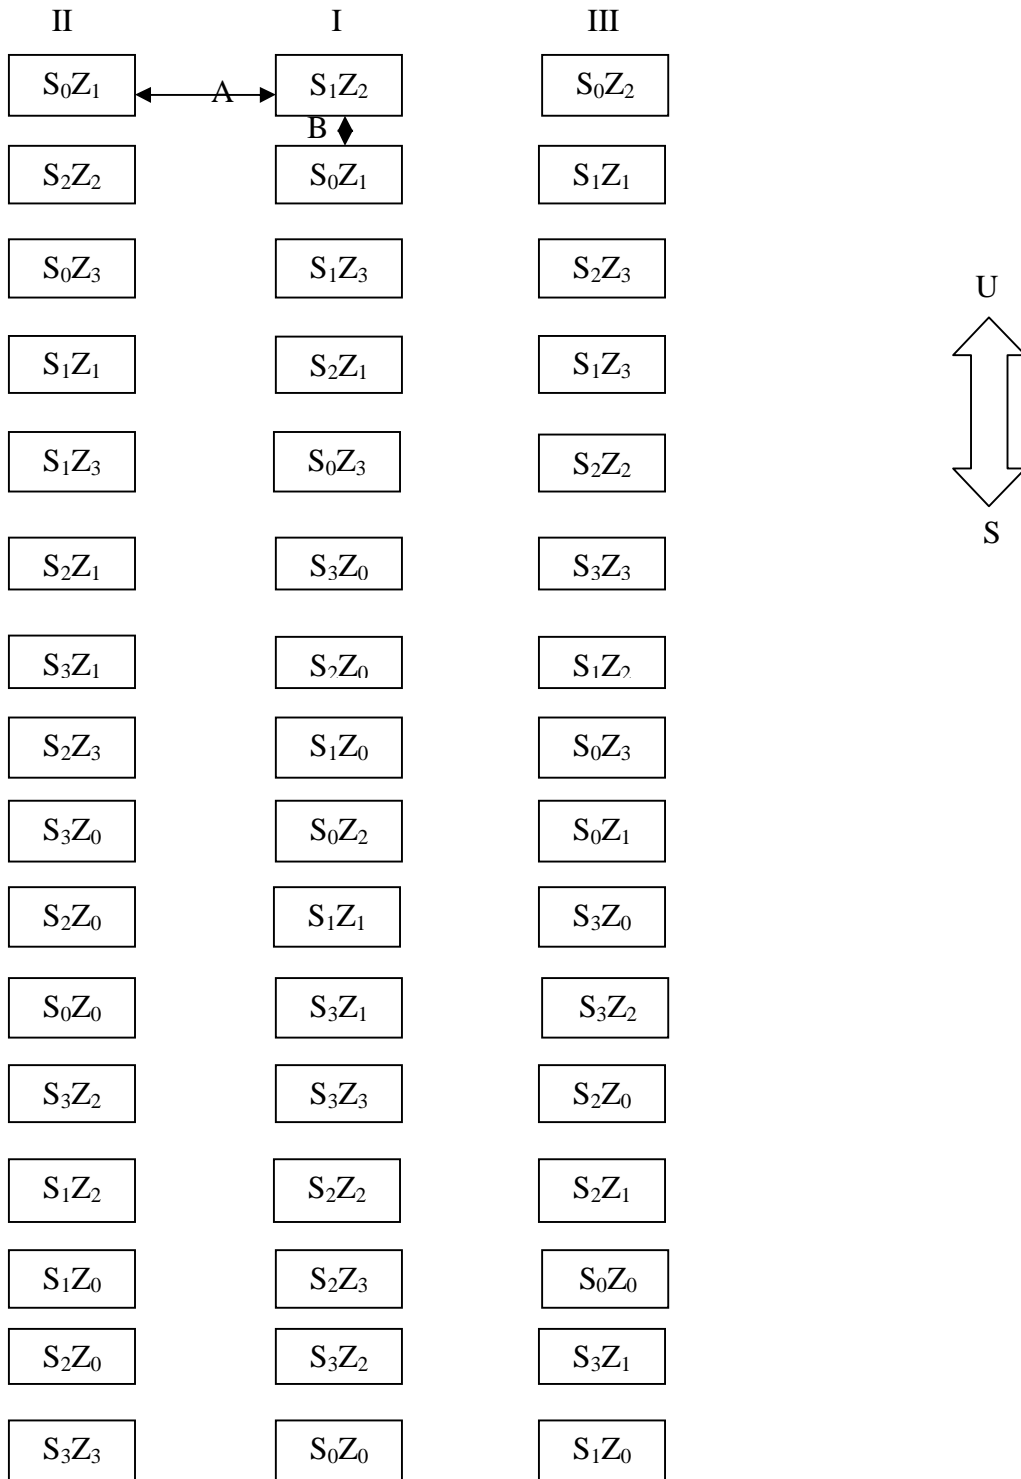 II I III
S₀Z₁ A S₁Z₂ S₀Z₂
B
S₂Z₂ S₀Z₁ S₁Z₁
S₀Z₃ S₁Z₃ S₂Z₃
U
S₁Z₁ S₂Z₁ S₁Z₃
S₁Z₃ S₀Z₃ S₂Z₂
S
S₂Z₁ S₃Z₀ S₃Z₃
S₃Z₁ S₂Z₀ S₁Z₂
S₂Z₃ S₁Z₀ S₀Z₃
S₃Z₀ S₀Z₂ S₀Z₁
S₂Z₀ S₁Z₁ S₃Z₀
S₀Z₀ S₃Z₁ S₃Z₂
S₃Z₂ S₃Z₃ S₂Z₀
S₁Z₂ S₂Z₂ S₂Z₁
S₁Z₀ S₂Z₃ S₀Z₀
S₂Z₀ S₃Z₂ S₃Z₁
S₃Z₃ S₀Z₀ S₁Z₀